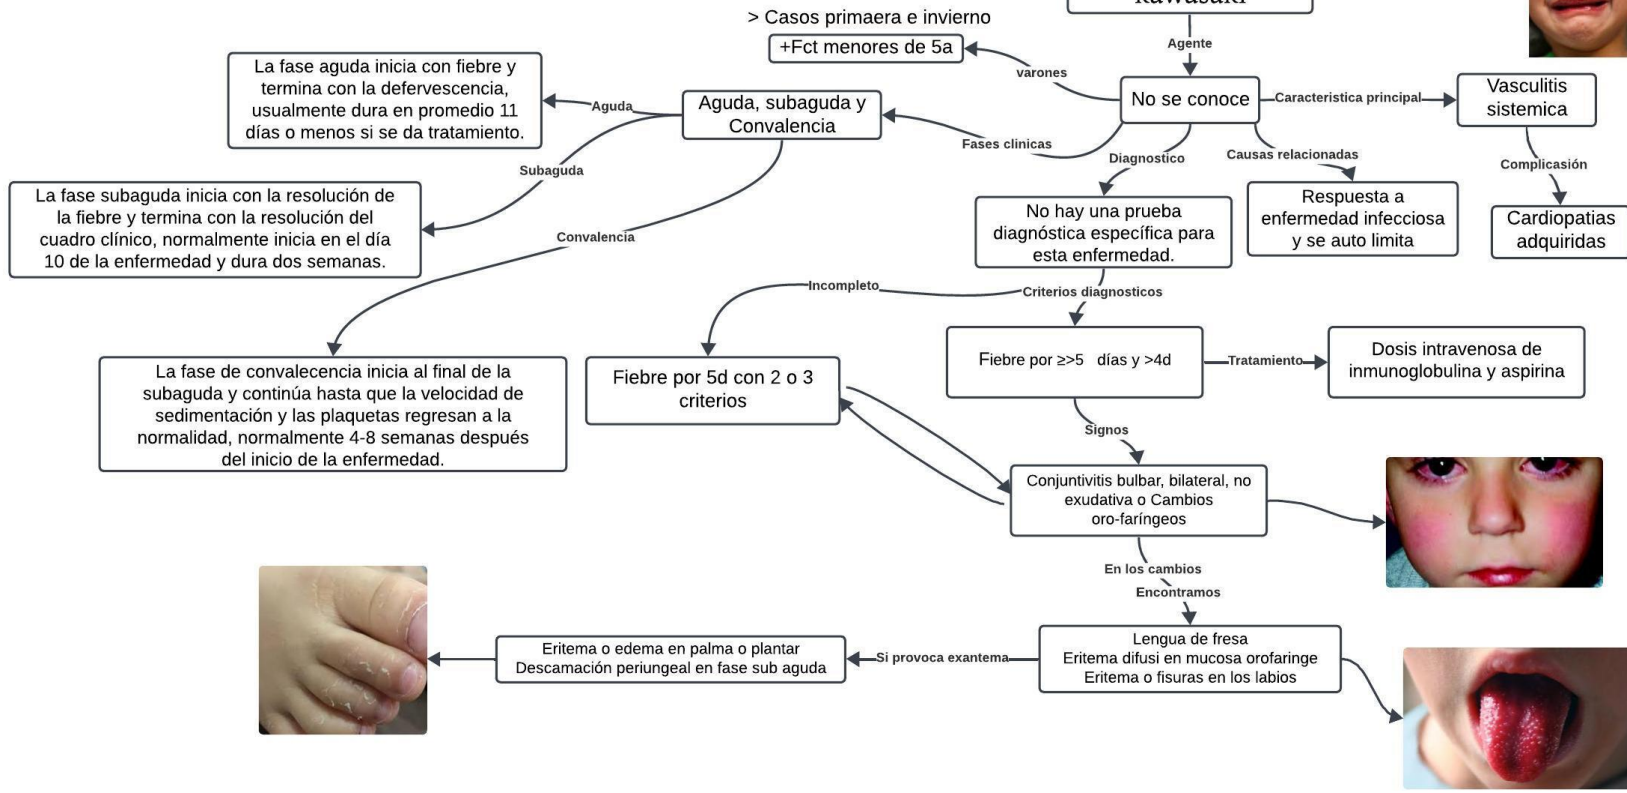 kawasaki
> Casos primaera e invierno
+Fct menores de 5a
Agente
varones
No se conoce
Caracteristica principal
Vasculitis
sistemica
La fase aguda inicia con fiebre y
termina con la defervescencia,
usualmente dura en promedio 11
días o menos si se da tratamiento.
Aguda
Aguda, subaguda y
Convalencia
Fases clinicas
Diagnostico
Causas relacionadas
Complicasión
Subaguda
La fase subaguda inicia con la resolución de
la fiebre y termina con la resolución del
cuadro clínico, normalmente inicia en el día
10 de la enfermedad y dura dos semanas.
Convalencia
No hay una prueba
diagnóstica específica para
esta enfermedad.
Respuesta a
enfermedad infecciosa
y se auto limita
Cardiopatias
adquiridas
Incompleto
Criterios diagnosticos
La fase de convalecencia inicia al final de la
subaguda y continúa hasta que la velocidad de
sedimentación y las plaquetas regresan a la
normalidad, normalmente 4-8 semanas después
del inicio de la enfermedad.
Fiebre por 5d con 2 o 3
criterios
Fiebre por ≥>5 días y >4d
Tratamiento
Dosis intravenosa de
inmunoglobulina y aspirina
Signos
Conjuntivitis bulbar, bilateral, no
exudativa o Cambios
oro-faríngeos
En los cambios
Encontramos
Lengua de fresa
Eritema difusi en mucosa orofaringe
Eritema o fisuras en los labios
Si provoca exantema
Eritema o edema en palma o plantar
Descamación periungeal en fase sub aguda